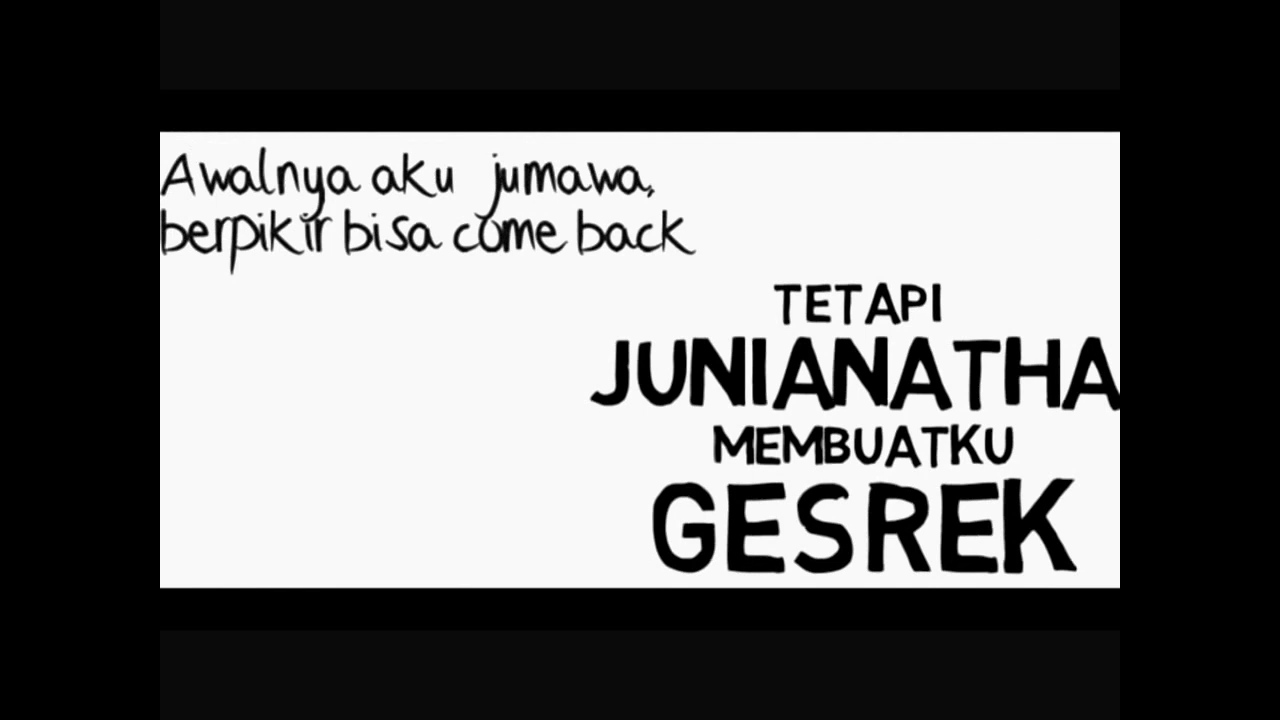 Awalnya aku jumawa,
berpikir bisa come back
TETAPI
JUNIANATHA
MEMBUATKU
GESREK